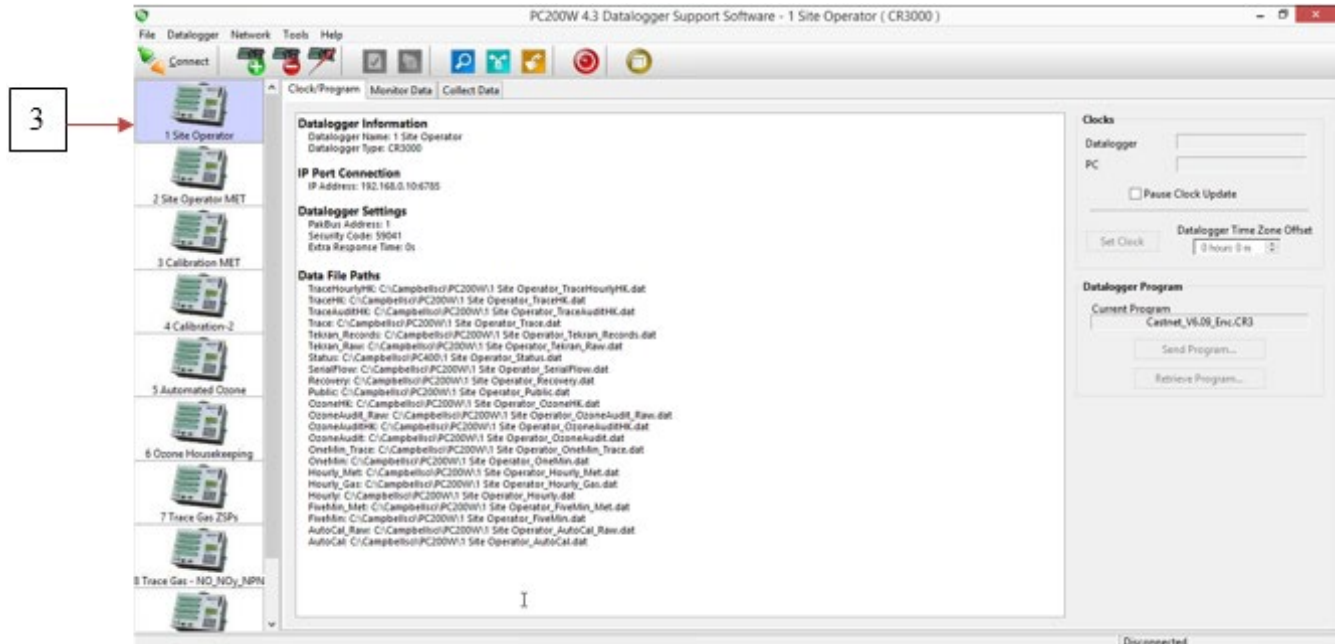 PC200W 4.3 Datalogger Support Software - 1 Site Operator ( CR3000 )
File Datalogger Network Tools Help
Connect
3
1 Site Operator
2 Site Operator MET
3 Calibration MET
4 Calibration-2
5 Automated Ozone
6 Ozone Housekeeping
7 Trace Gas ZSPs
8 Trace Gas - NO_NOy_NPN
Clock/Program Monitor Data Collect Data
Datalogger Information
Datalogger Name: 1 Site Operator
Datalogger Type: CR3000
IP Port Connection
IP Address: 192.168.0.10:6785
Datalogger Settings
PakBus Address: 1
Security Code: 59041
Extra Response Time: 0s
Data File Paths
TraceHourlyHK: C:\Campbellsci\PC200W\1 Site Operator_TraceHourlyHK.dat
TraceHK: C:\Campbellsci\PC200W\1 Site Operator_TraceHK.dat
TraceAuditHK: C:\Campbellsci\PC200W\1 Site Operator_TraceAuditHK.dat
Trace: C:\Campbellsci\PC200W\1 Site Operator_Trace.dat
Tekran_Records: C:\Campbellsci\PC200W\1 Site Operator_Tekran_Records.dat
Tekran_Raw: C:\Campbellsci\PC200W\1 Site Operator_Tekran_Raw.dat
Status: C:\Campbellsci\PC400\1 Site Operator_Status.dat
SerialFlow: C:\Campbellsci\PC200W\1 Site Operator_SerialFlow.dat
Recovery: C:\Campbellsci\PC200W\1 Site Operator_Recovery.dat
Public: C:\Campbellsci\PC200W\1 Site Operator_Public.dat
OzoneHK: C:\Campbellsci\PC200W\1 Site Operator_OzoneHK.dat
OzoneAudit_Raw: C:\Campbellsci\PC200W\1 Site Operator_OzoneAudit_Raw.dat
OzoneAuditHK: C:\Campbellsci\PC200W\1 Site Operator_OzoneAuditHK.dat
OzoneAudit: C:\Campbellsci\PC200W\1 Site Operator_OzoneAudit.dat
OneMin_Trace: C:\Campbellsci\PC200W\1 Site Operator_OneMin_Trace.dat
OneMin: C:\Campbellsci\PC200W\1 Site Operator_OneMin.dat
Hourly_Met: C:\Campbellsci\PC200W\1 Site Operator_Hourly_Met.dat
Hourly_Gas: C:\Campbellsci\PC200W\1 Site Operator_Hourly_Gas.dat
Hourly: C:\Campbellsci\PC200W\1 Site Operator_Hourly.dat
FiveMin_Met: C:\Campbellsci\PC200W\1 Site Operator_FiveMin_Met.dat
FiveMin: C:\Campbellsci\PC200W\1 Site Operator_FiveMin.dat
AutoCal_Raw: C:\Campbellsci\PC200W\1 Site Operator_AutoCal_Raw.dat
AutoCal: C:\Campbellsci\PC200W\1 Site Operator_AutoCal.dat
Clocks
Datalogger
PC
Pause Clock Update
Datalogger Time Zone Offset
Set Clock 0 hours 0 m
Datalogger Program
Current Program
Castnet_V6.09_Enc.CR3
Send Program...
Retrieve Program...
Disconnected